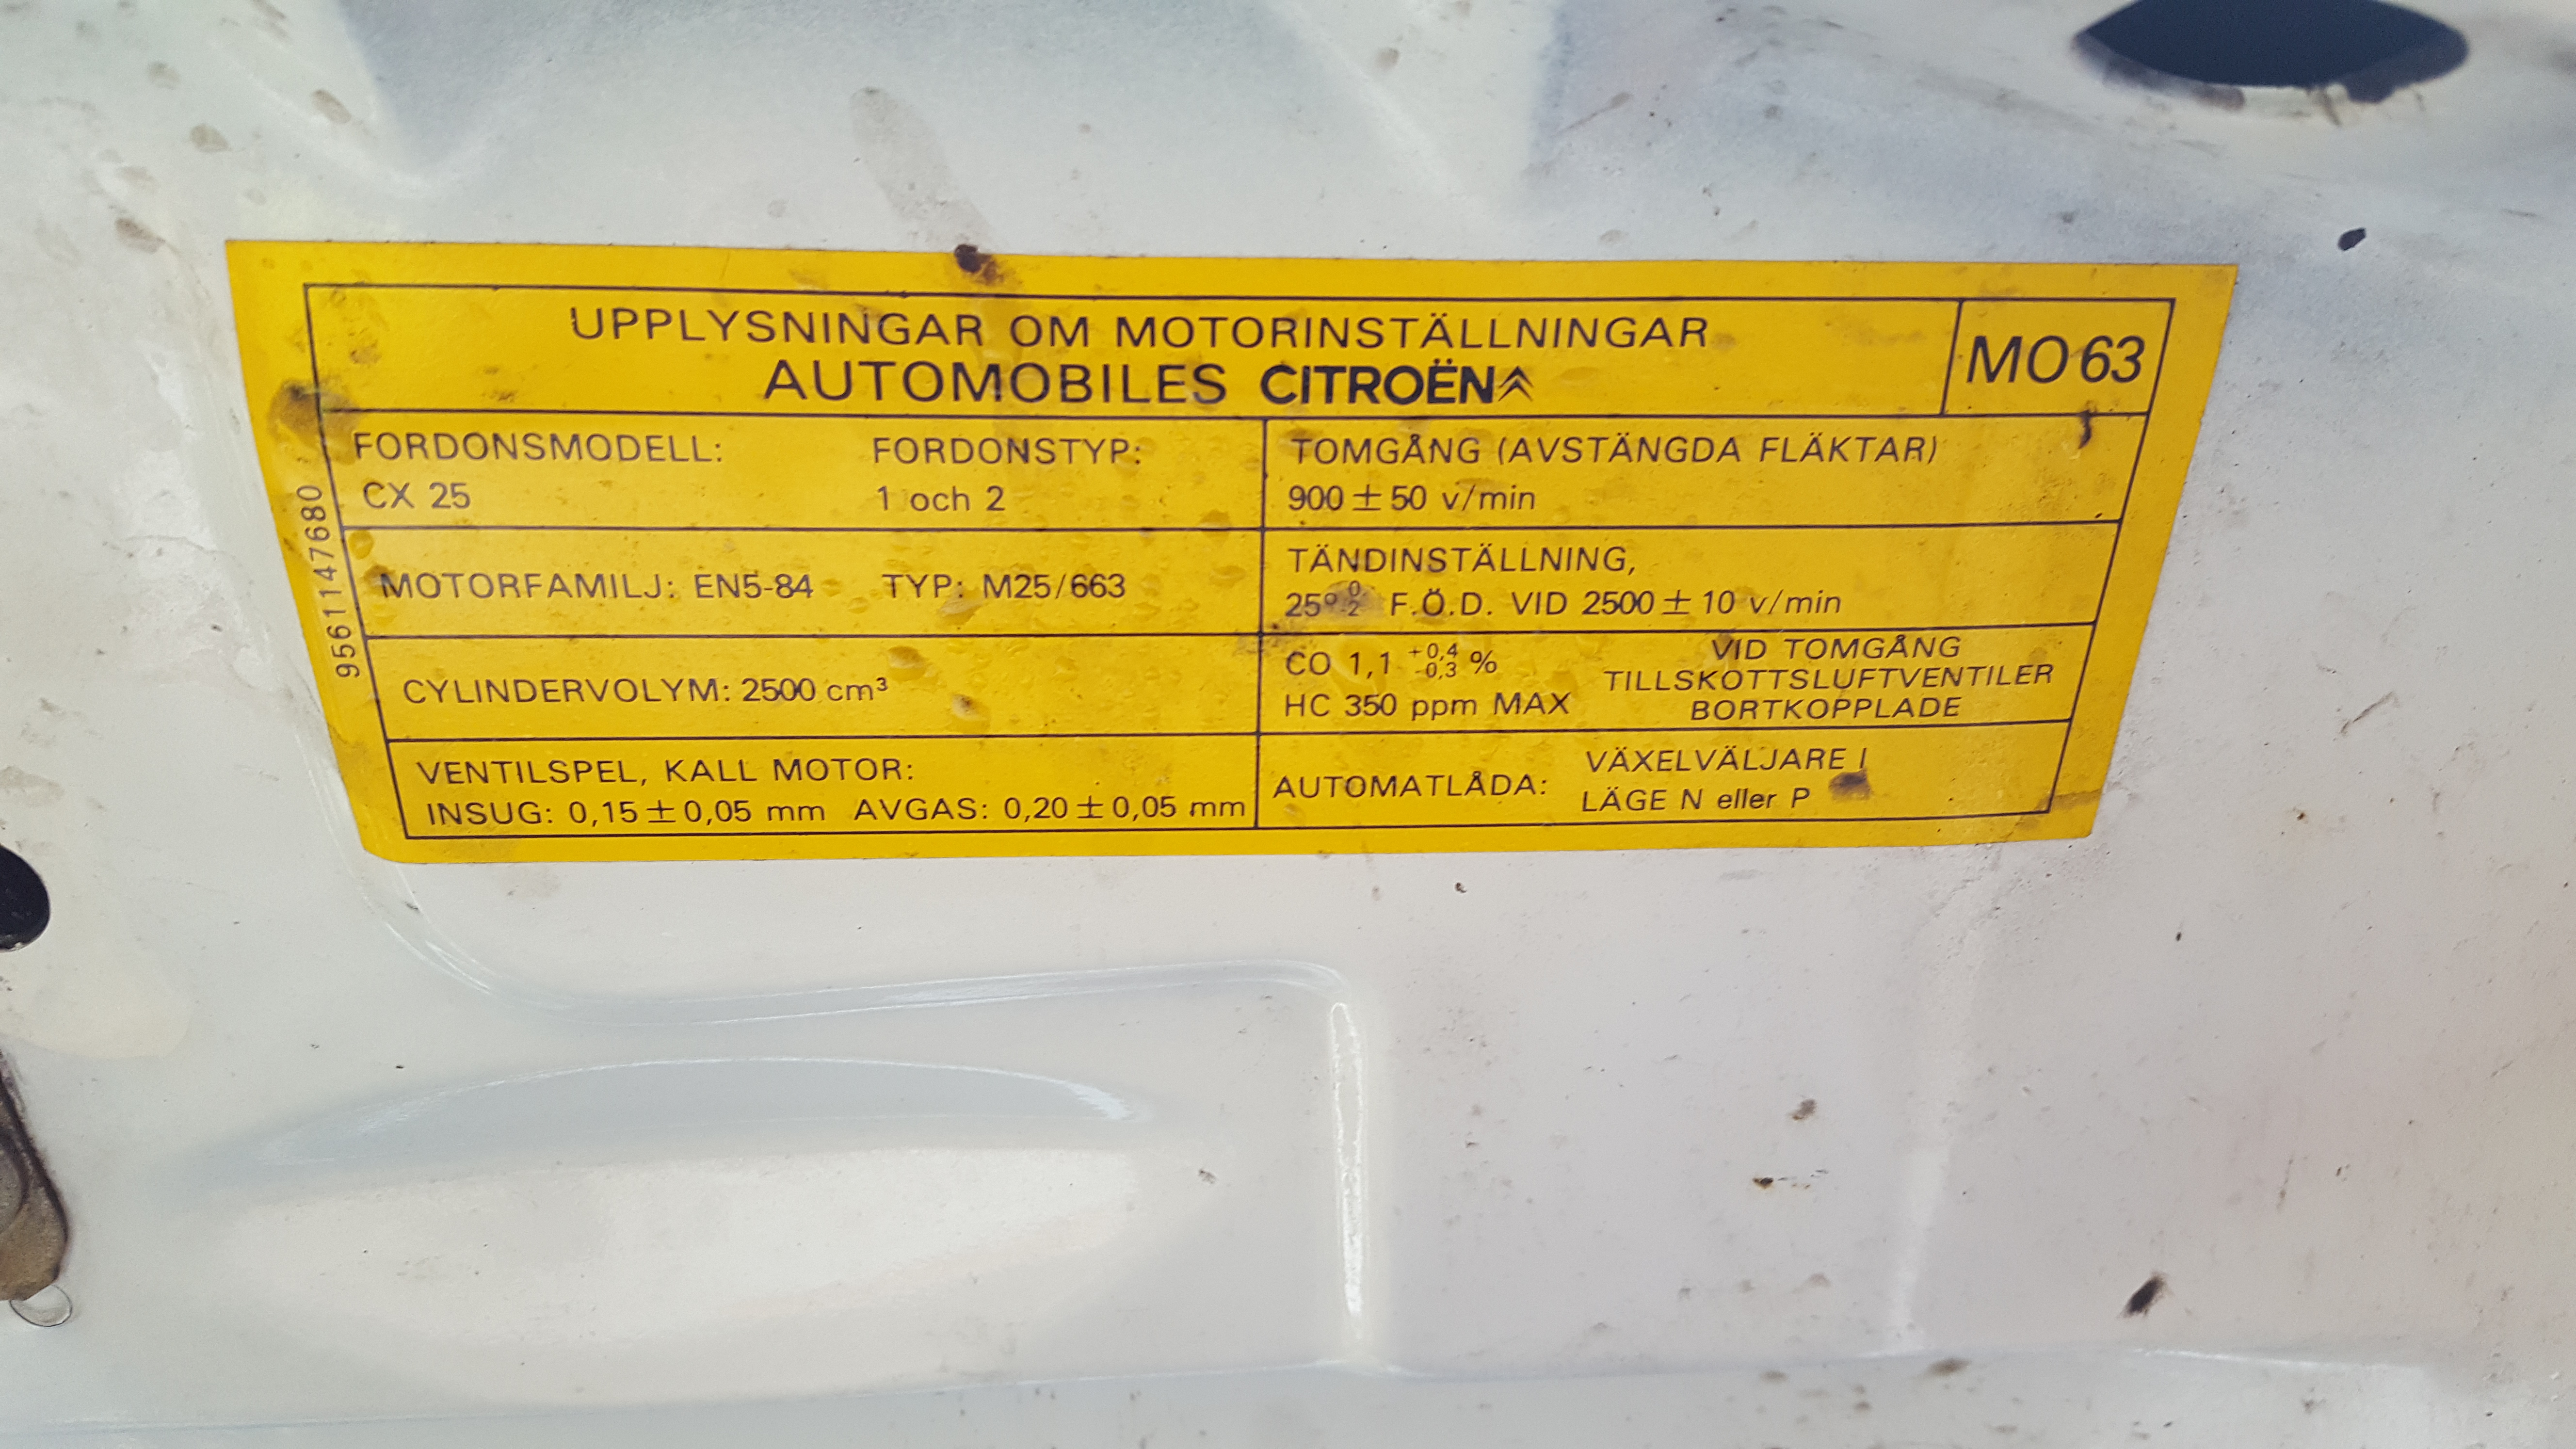 UPPLYSNINGAR OM MOTORINSTÄLLNINGAR
AUTOMOBILES CITROËN
MO 63
FORDONSMODELL: FORDONSTYP:
CX 25 1 och 2
TOMGÅNG (AVSTÄNGDA FLÄKTAR)
900 ± 50 v/min
MOTORFAMILJ: EN5-84 TYP: M25/663
TÄNDINSTÄLLNING,
25° 0 -2 F.Ö.D. VID 2500 ± 10 v/min
CYLINDERVOLYM: 2500 cm³
CO 1,1 +0,4 -0,3 %
HC 350 ppm MAX
VID TOMGÅNG
TILLSKOTTSLUFTVENTILER
BORTKOPPLADE
VENTILSPEL, KALL MOTOR:
INSUG: 0,15 ± 0,05 mm AVGAS: 0,20 ± 0,05 mm
AUTOMATLÅDA:
VÄXELVÄLJARE I
LÄGE N eller P
95611147680